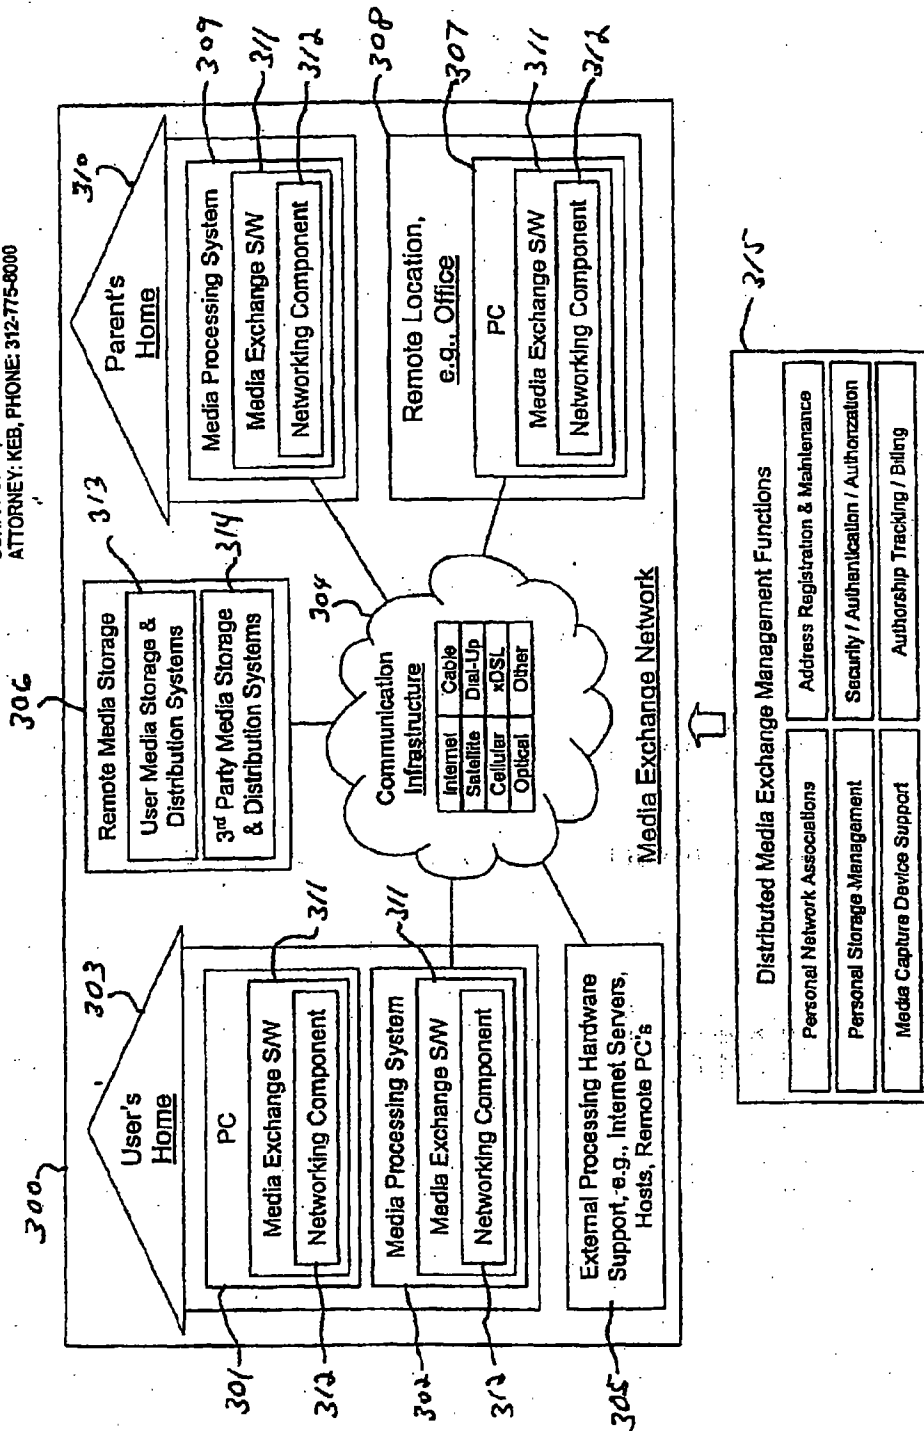 ATTORNEY: KEB, PHONE: 312-775-8000
300
303
User's
Home
PC
Media Exchange S/W
Networking Component
311
Media Processing System
Media Exchange S/W
Networking Component
311
301
312
302
312
External Processing Hardware
Support, e.g., Internet Servers,
Hosts, Remote PC's
305
306
Remote Media Storage
User Media Storage &
Distribution Systems
3rd Party Media Storage
& Distribution Systems
313
314
304
Communication
Infrastructure
Internet Cable
Satellite Dial-Up
Cellular xDSL
Optical Other
Media Exchange Network
310
Parent's
Home
Media Processing System
Media Exchange S/W
Networking Component
309
311
312
308
Remote Location,
e.g., Office
PC
Media Exchange S/W
Networking Component
307
311
312
315
Distributed Media Exchange Management Functions
Personal Network Associations
Address Registration & Maintenance
Personal Storage Management
Security / Authentication / Authorization
Media Capture Device Support
Authorship Tracking / Billing